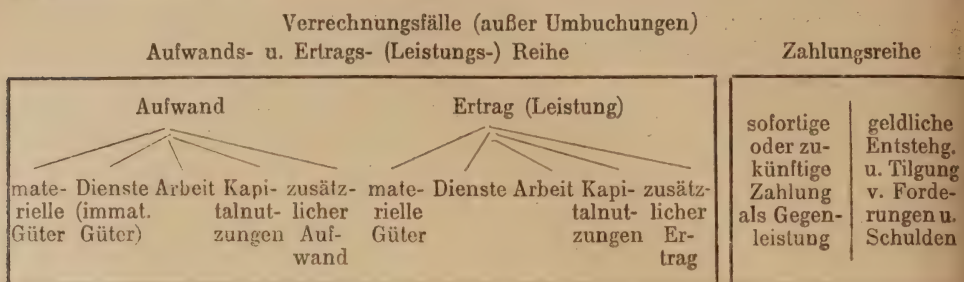 Verrechnungsfälle (außer Umbuchungen)
Aufwands- u. Ertrags- (Leistungs-) Reihe
Zahlungsreihe
Aufwand
Ertrag (Leistung)
mate- Dienste Arbeit Kapi- zusätz-
rielle (immat. talnut- licher
Güter Güter) zungen Auf-
wand
mate- Dienste Arbeit Kapi- zusätz-
rielle talnut- licher
Güter zungen Er-
trag
sofortige
oder zu-
künftige
Zahlung
als Gegen-
leistung
geldliche
Entstehg.
u. Tilgung
v. Forde-
rungen u.
Schulden